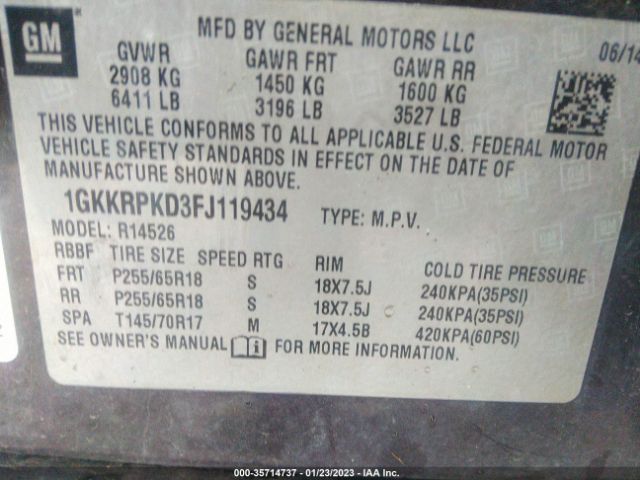 GM
MFD BY GENERAL MOTORS LLC
06/14
GVWR GAWR FRT GAWR RR
2908 KG 1450 KG 1600 KG
6411 LB 3196 LB 3527 LB
THIS VEHICLE CONFORMS TO ALL APPLICABLE U.S. FEDERAL MOTOR
VEHICLE SAFETY STANDARDS IN EFFECT ON THE DATE OF
MANUFACTURE SHOWN ABOVE.
1GKKRPKD3FJ119434 TYPE: M.P.V.
MODEL: R14526
RBBF TIRE SIZE SPEED RTG RIM COLD TIRE PRESSURE
FRT P255/65R18 S 18X7.5J 240KPA(35PSI)
RR P255/65R18 S 18X7.5J 240KPA(35PSI)
SPA T145/70R17 M 17X4.5B 420KPA(60PSI)
SEE OWNER'S MANUAL FOR MORE INFORMATION.
000-35714737 - 01/23/2023 - IAA Inc.